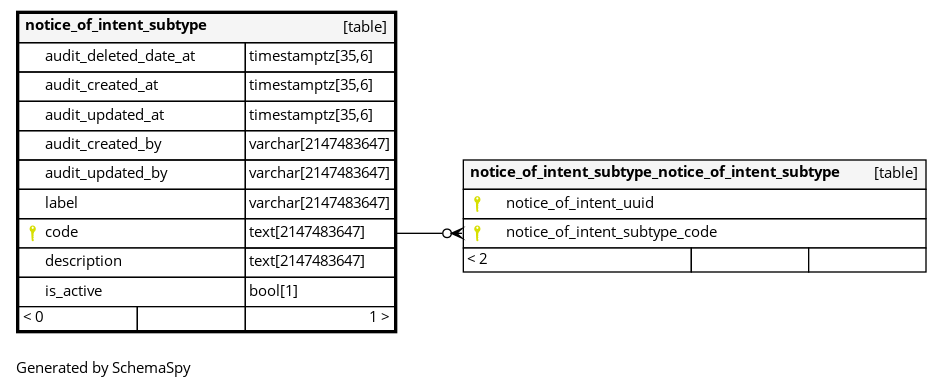 notice_of_intent_subtype [table]
audit_deleted_date_at timestamptz[35,6]
audit_created_at timestamptz[35,6]
audit_updated_at timestamptz[35,6]
audit_created_by varchar[2147483647]
audit_updated_by varchar[2147483647]
label varchar[2147483647]
code text[2147483647]
description text[2147483647]
is_active bool[1]
< 0 1 >
notice_of_intent_subtype_notice_of_intent_subtype [table]
notice_of_intent_uuid
notice_of_intent_subtype_code
< 2
Generated by SchemaSpy